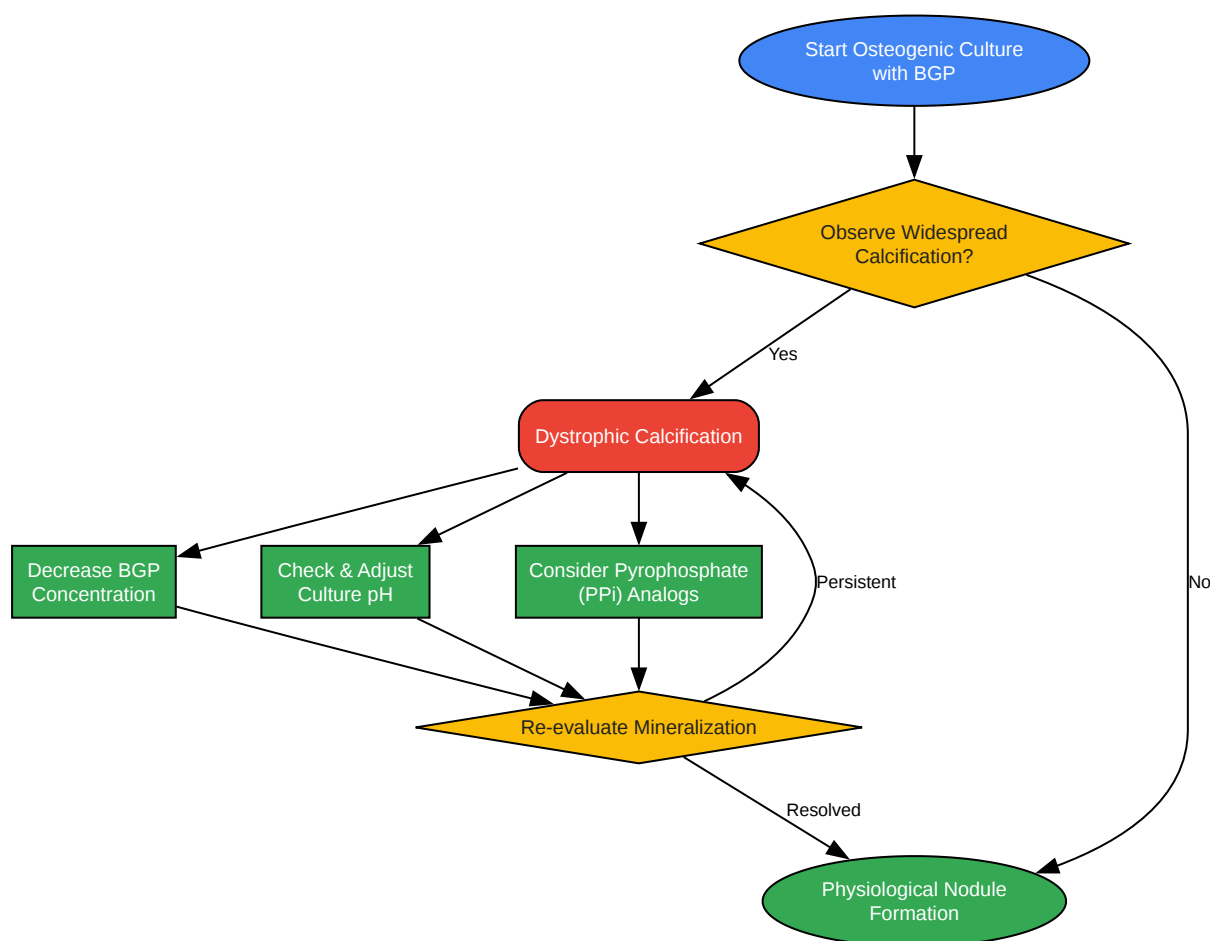 Start Osteogenic Culture
with BGP
Observe Widespread
Calcification?
Yes
Dystrophic Calcification
Decrease BGP
Concentration
Check & Adjust
Culture pH
Consider Pyrophosphate
(PPi) Analogs
Persistent
No
Re-evaluate Mineralization
Resolved
Physiological Nodule
Formation